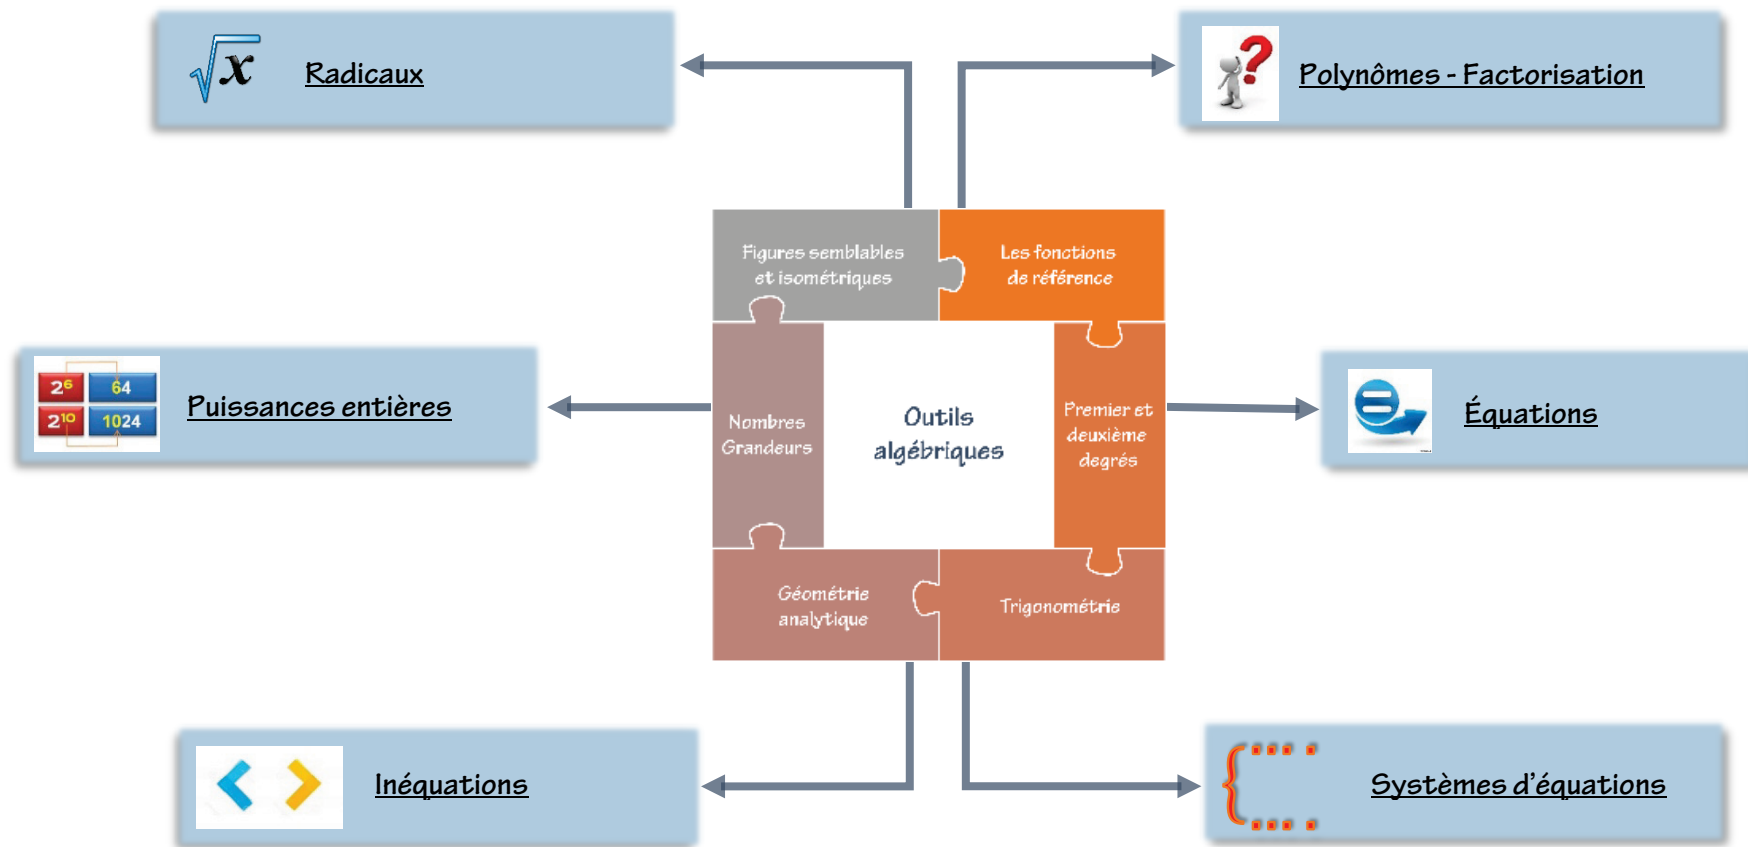 √x
Radicaux
Polynômes - Factorisation
Figures semblables
et isométriques
Les fonctions
de référence
2⁶ 64
2¹⁰ 1024
Puissances entières
Nombres
Grandeurs
Outils
algébriques
Premier et
deuxième
degrés
Équations
Géométrie
analytique
Trigonométrie
Inéquations
Systèmes d’équations